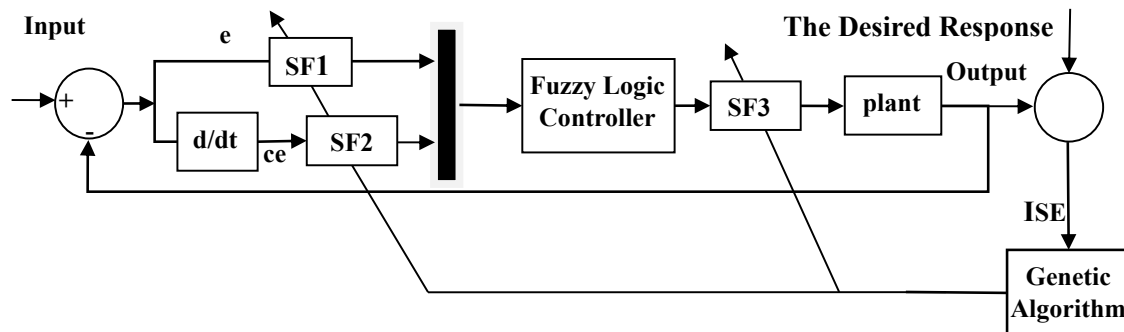 Input
The Desired Response
e
SF1
Fuzzy Logic
Controller
Output
+
-
d/dt
ce
SF2
SF3
plant
ISE
Genetic
Algorithm